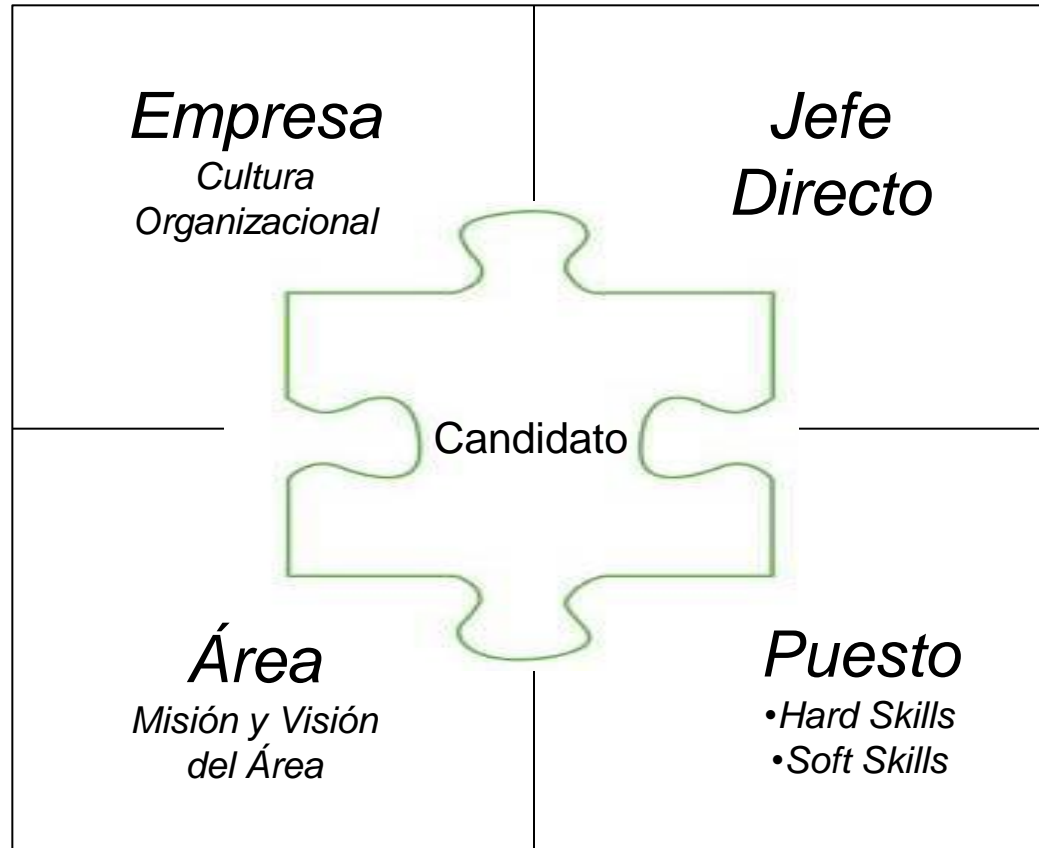 Empresa
Cultura
Organizacional
Jefe
Directo
Candidato
Área
Misión y Visión
del Área
Puesto
•Hard Skills
•Soft Skills